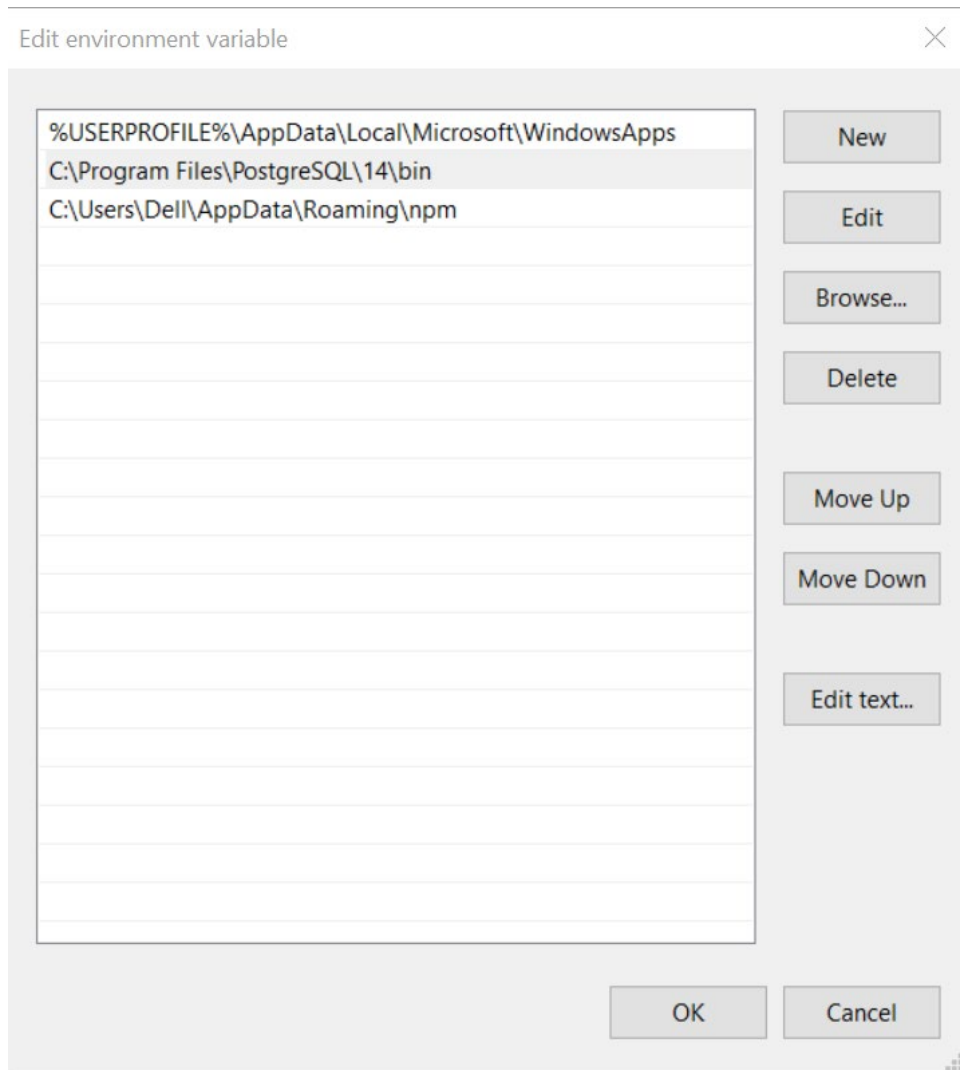 Edit environment variable
%USERPROFILE%\AppData\Local\Microsoft\WindowsApps
C:\Program Files\PostgreSQL\14\bin
C:\Users\Dell\AppData\Roaming\npm
New
Edit
Browse...
Delete
Move Up
Move Down
Edit text...
OK
Cancel